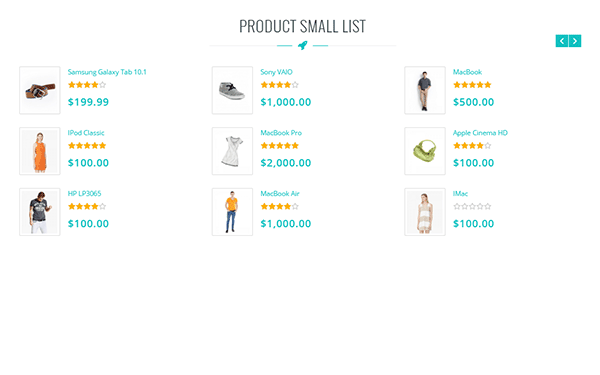 PRODUCT SMALL LIST
Samsung Galaxy Tab 10.1
$199.99
Sony VAIO
$1,000.00
MacBook
$500.00
IPod Classic
$100.00
MacBook Pro
$2,000.00
Apple Cinema HD
$100.00
HP LP3065
$100.00
MacBook Air
$1,000.00
IMac
$100.00